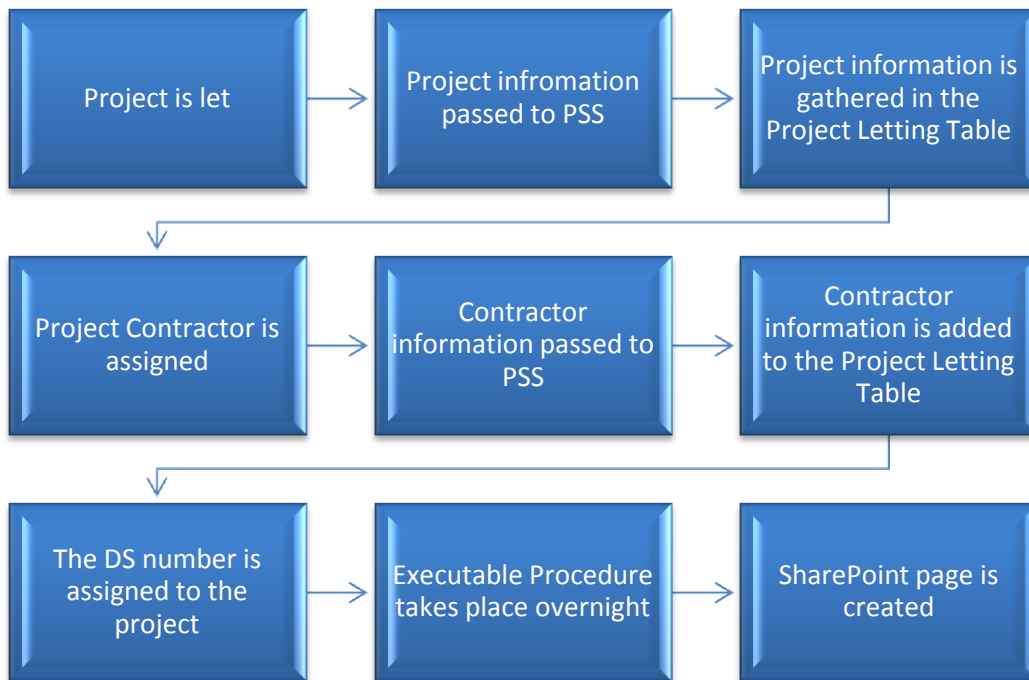 Project is let
Project infromation
passed to PSS
Project information is
gathered in the
Project Letting Table
Project Contractor is
assigned
Contractor
information passed to
PSS
Contractor
information is added
to the Project Letting
Table
The DS number is
assigned to the
project
Executable Procedure
takes place overnight
SharePoint page is
created